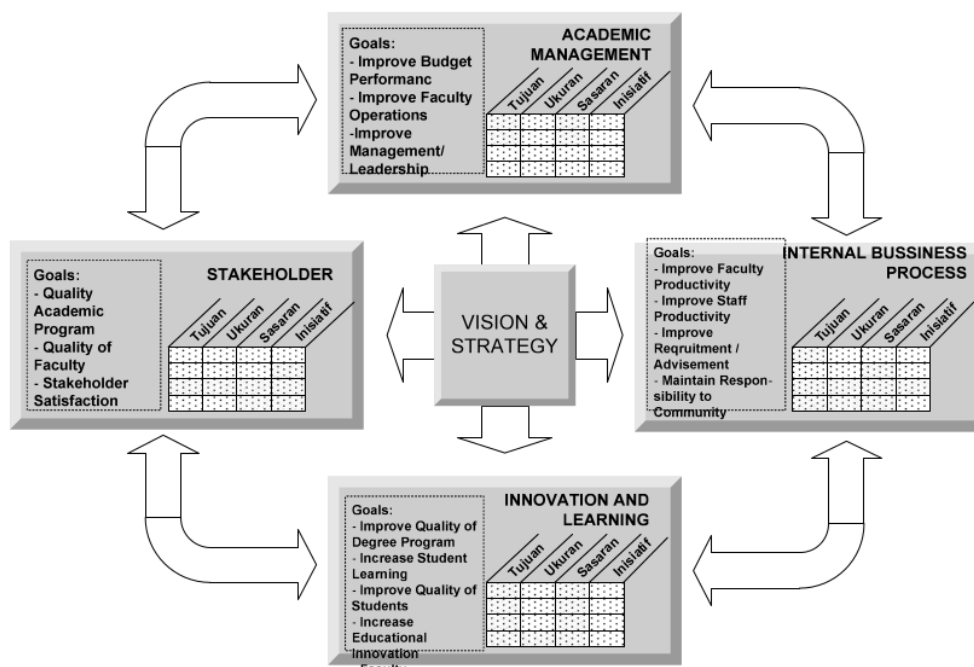 ACADEMIC
MANAGEMENT
Goals:
- Improve Budget
Performanc
- Improve Faculty
Operations
-Improve
Management/
Leadership
Tujuan
Ukuran
Sasaran
Inisiatif
STAKEHOLDER
Goals:
- Quality
Academic
Program
- Quality of
Faculty
- Stakeholder
Satisfaction
Tujuan
Ukuran
Sasaran
Inisiatif
VISION &
STRATEGY
INTERNAL BUSSINESS
PROCESS
Goals:
- Improve Faculty
Productivity
- Improve Staff
Productivity
- Improve
Reqruitment /
Advisement
- Maintain Respon-
sibility to
Community
Tujuan
Ukuran
Sasaran
Inisiatif
INNOVATION AND
LEARNING
Goals:
- Improve Quality of
Degree Program
- Increase Student
Learning
- Improve Quality of
Students
- Increase
Educational
Innovation
Tujuan
Ukuran
Sasaran
Inisiatif